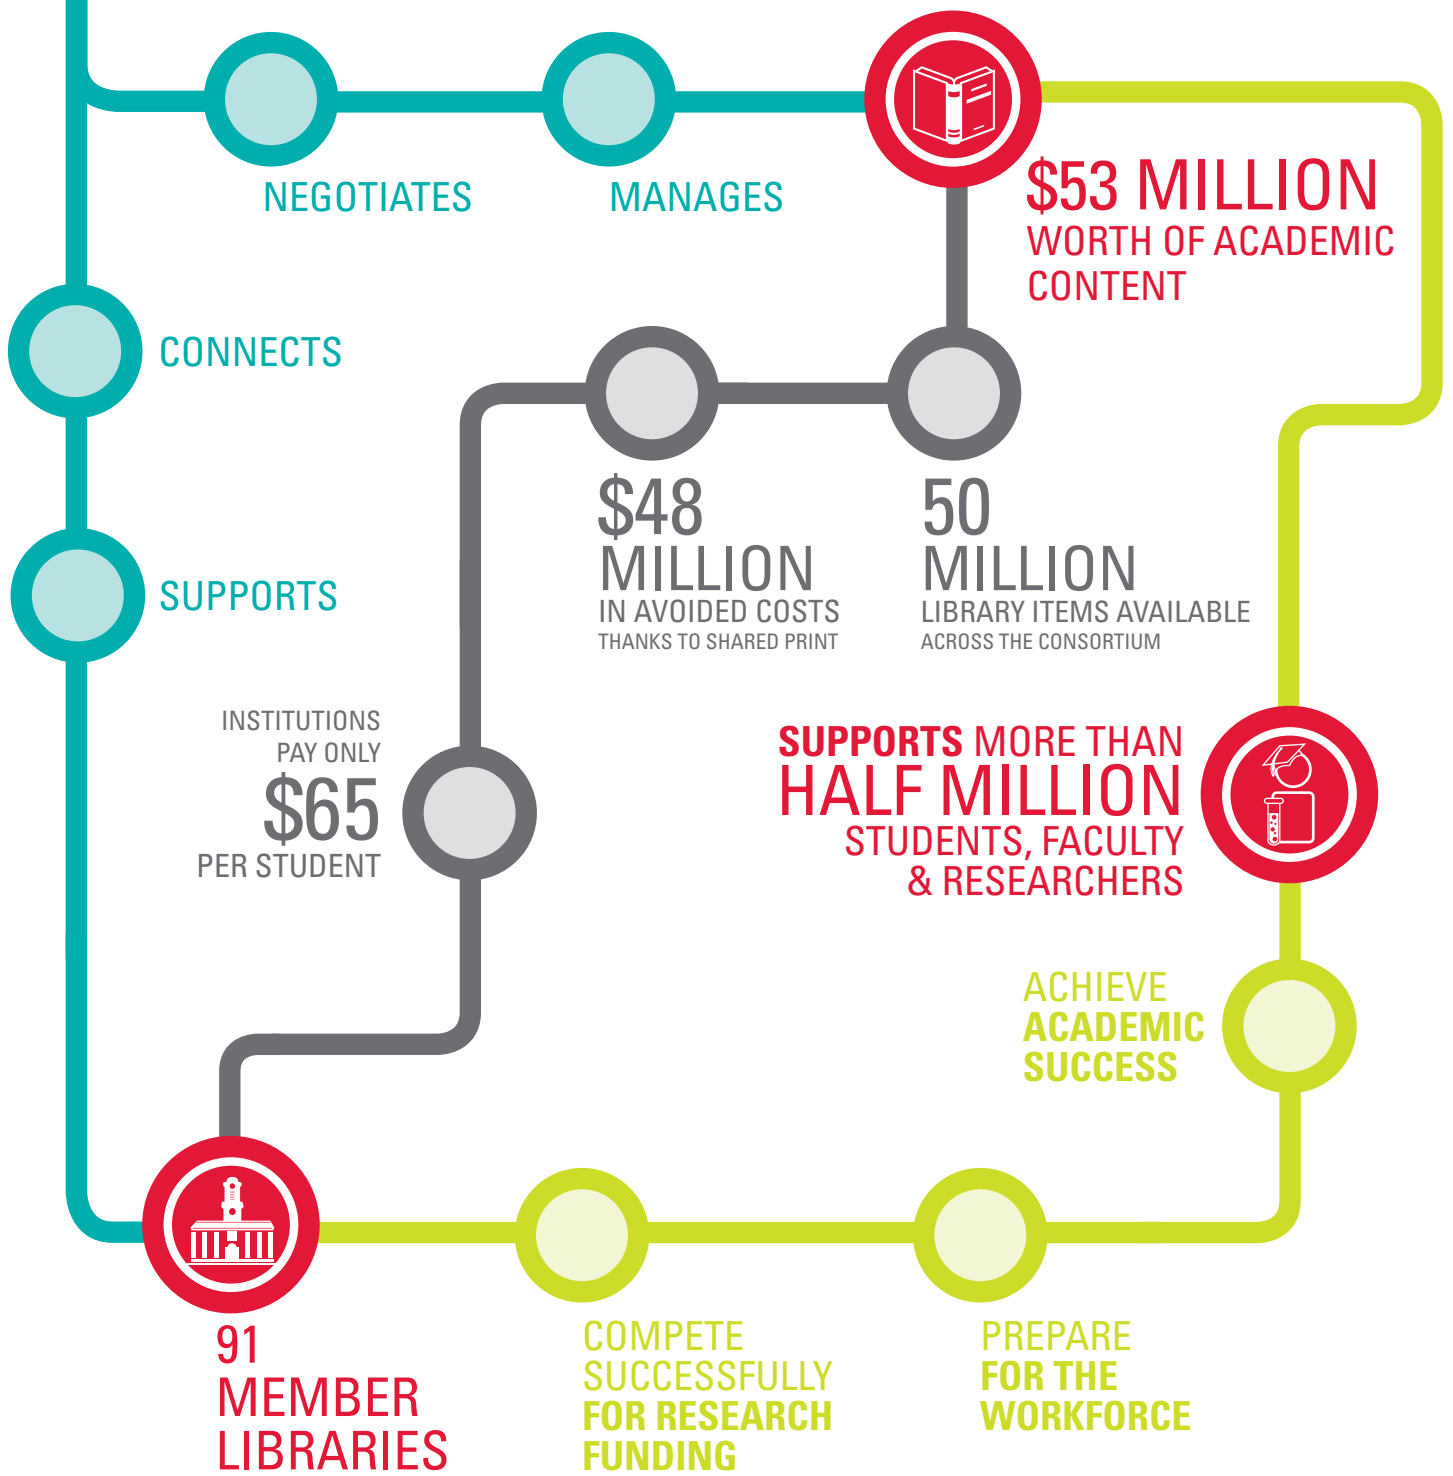 NEGOTIATES
MANAGES
$53 MILLION
WORTH OF ACADEMIC
CONTENT
CONNECTS
SUPPORTS
$48
MILLION
IN AVOIDED COSTS
THANKS TO SHARED PRINT
50
MILLION
LIBRARY ITEMS AVAILABLE
ACROSS THE CONSORTIUM
INSTITUTIONS
PAY ONLY
$65
PER STUDENT
SUPPORTS MORE THAN
HALF MILLION
STUDENTS, FACULTY
& RESEARCHERS
ACHIEVE
ACADEMIC
SUCCESS
91
MEMBER
LIBRARIES
COMPETE
SUCCESSFULLY
FOR RESEARCH
FUNDING
PREPARE
FOR THE
WORKFORCE